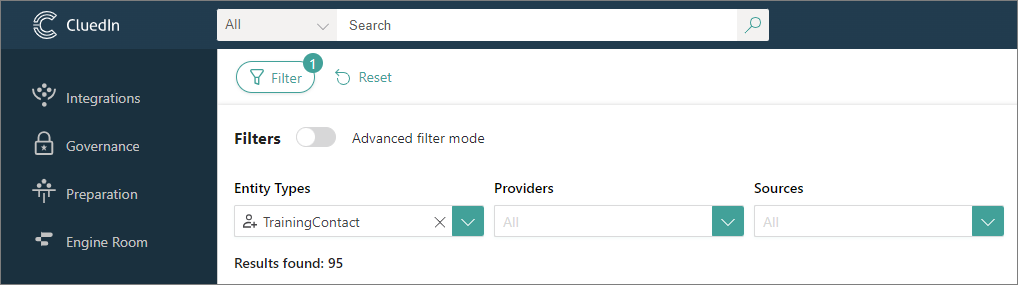 CluedIn
All
Search
Filter
1
Reset
Integrations
Governance
Preparation
Engine Room
Filters
Advanced filter mode
Entity Types
Providers
Sources
TrainingContact
All
All
Results found: 95